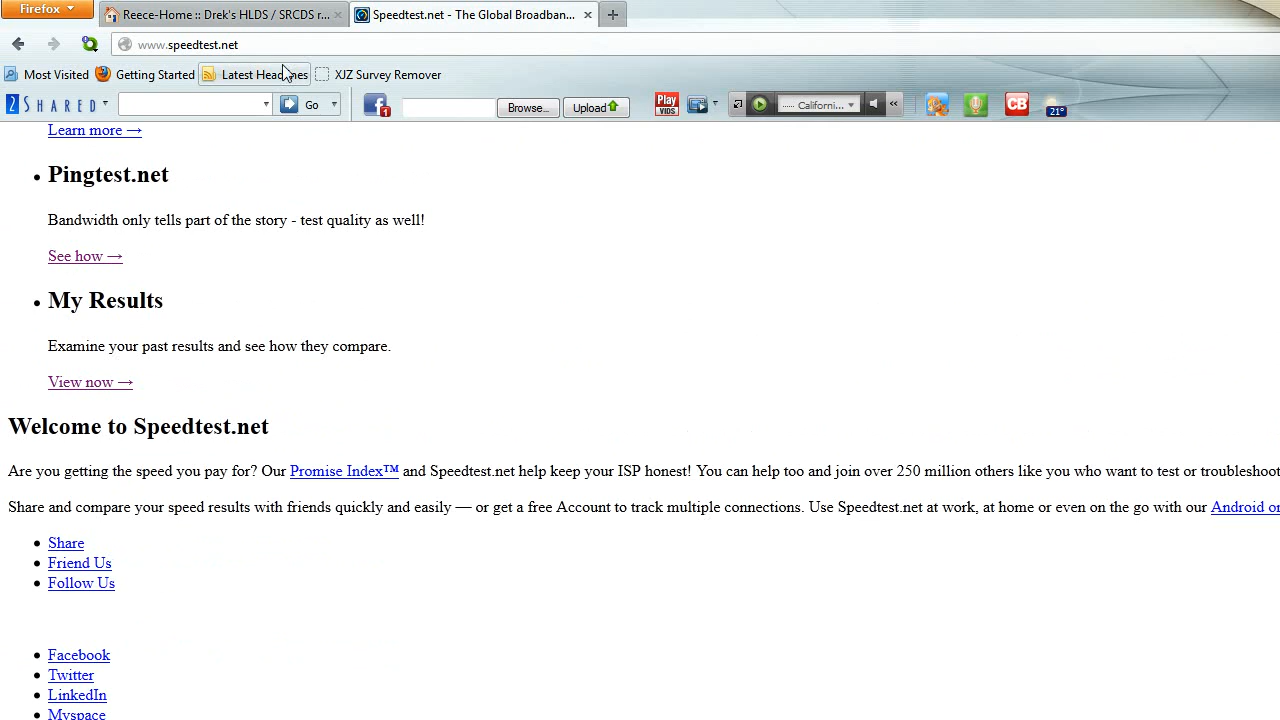 Firefox
Reece-Home :: Drek's HLDS / SRCDS r...
Speedtest.net - The Global Broadban...
www.speedtest.net
Most Visited
Getting Started
Latest Headlines
XJZ Survey Remover
2 SHARED
Go
1
Browse...
Upload
Play VIDS
..... Californi...
CB
21°
Learn more →
Pingtest.net
Bandwidth only tells part of the story - test quality as well!
See how →
My Results
Examine your past results and see how they compare.
View now →
Welcome to Speedtest.net
Are you getting the speed you pay for? Our Promise Index™ and Speedtest.net help keep your ISP honest! You can help too and join over 250 million others like you who want to test or troubleshoot
Share and compare your speed results with friends quickly and easily — or get a free Account to track multiple connections. Use Speedtest.net at work, at home or even on the go with our Android or
Share
Friend Us
Follow Us
Facebook
Twitter
LinkedIn
Myspace